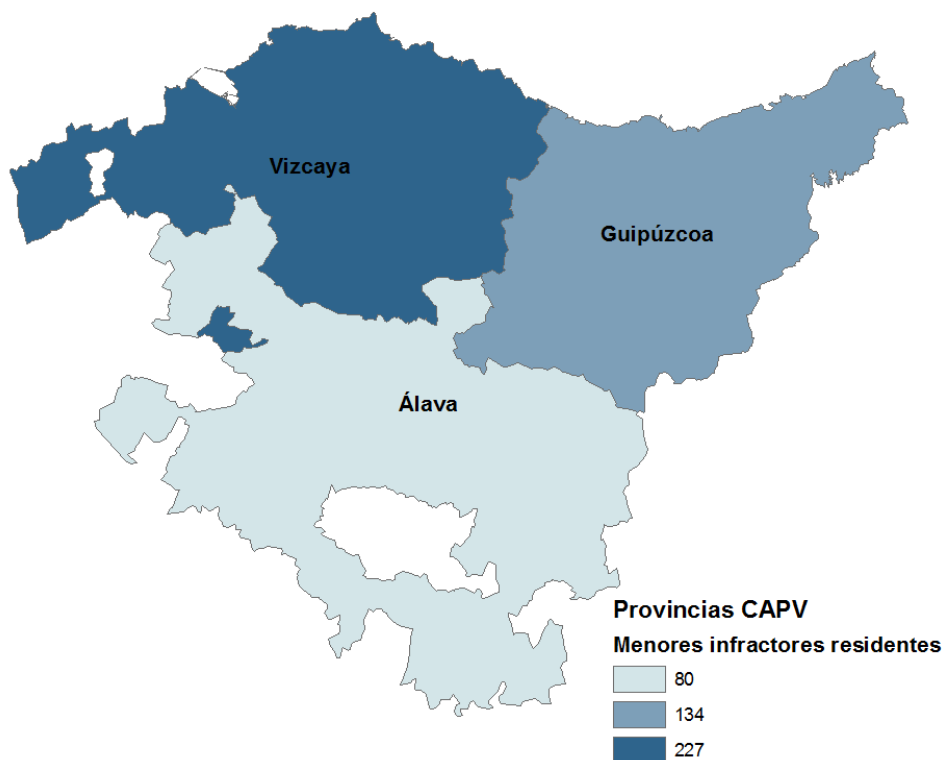 Vizcaya
Guipúzcoa
Álava
Provincias CAPV
Menores infractores residentes
80
134
227